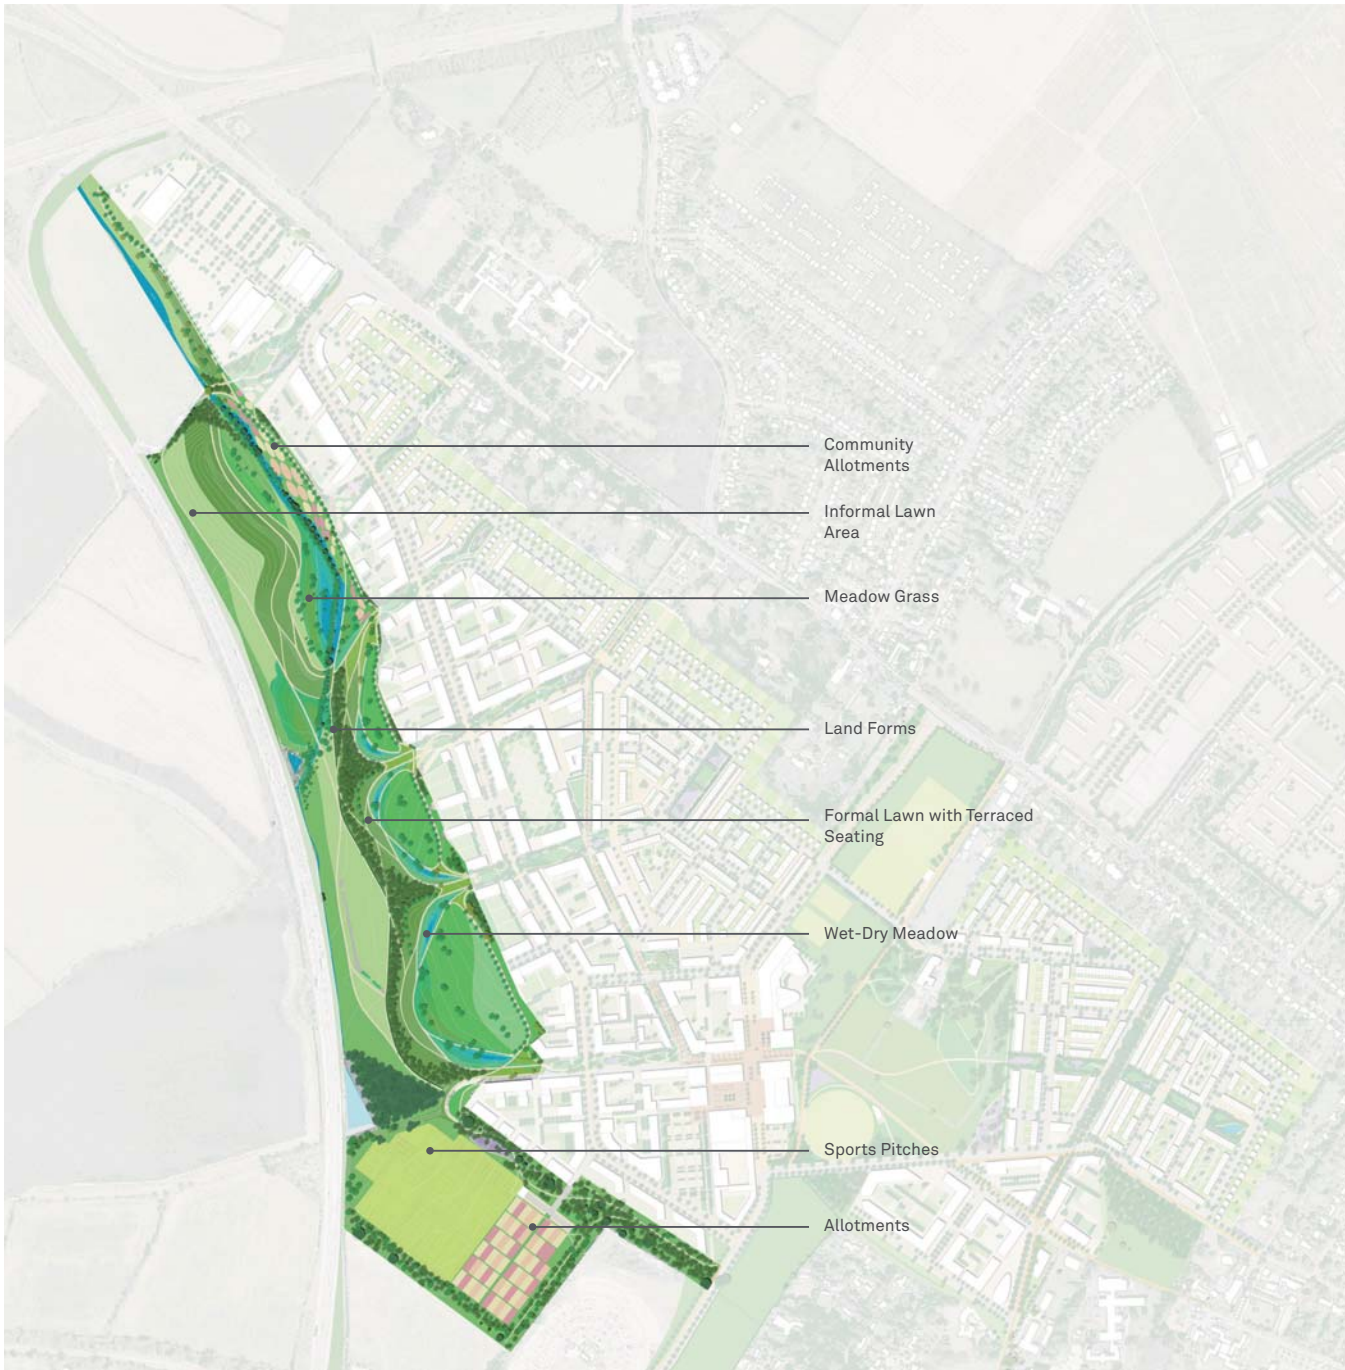 Community
Allotments
Informal Lawn
Area
Meadow Grass
Land Forms
Formal Lawn with Terraced
Seating
Wet-Dry Meadow
Sports Pitches
Allotments